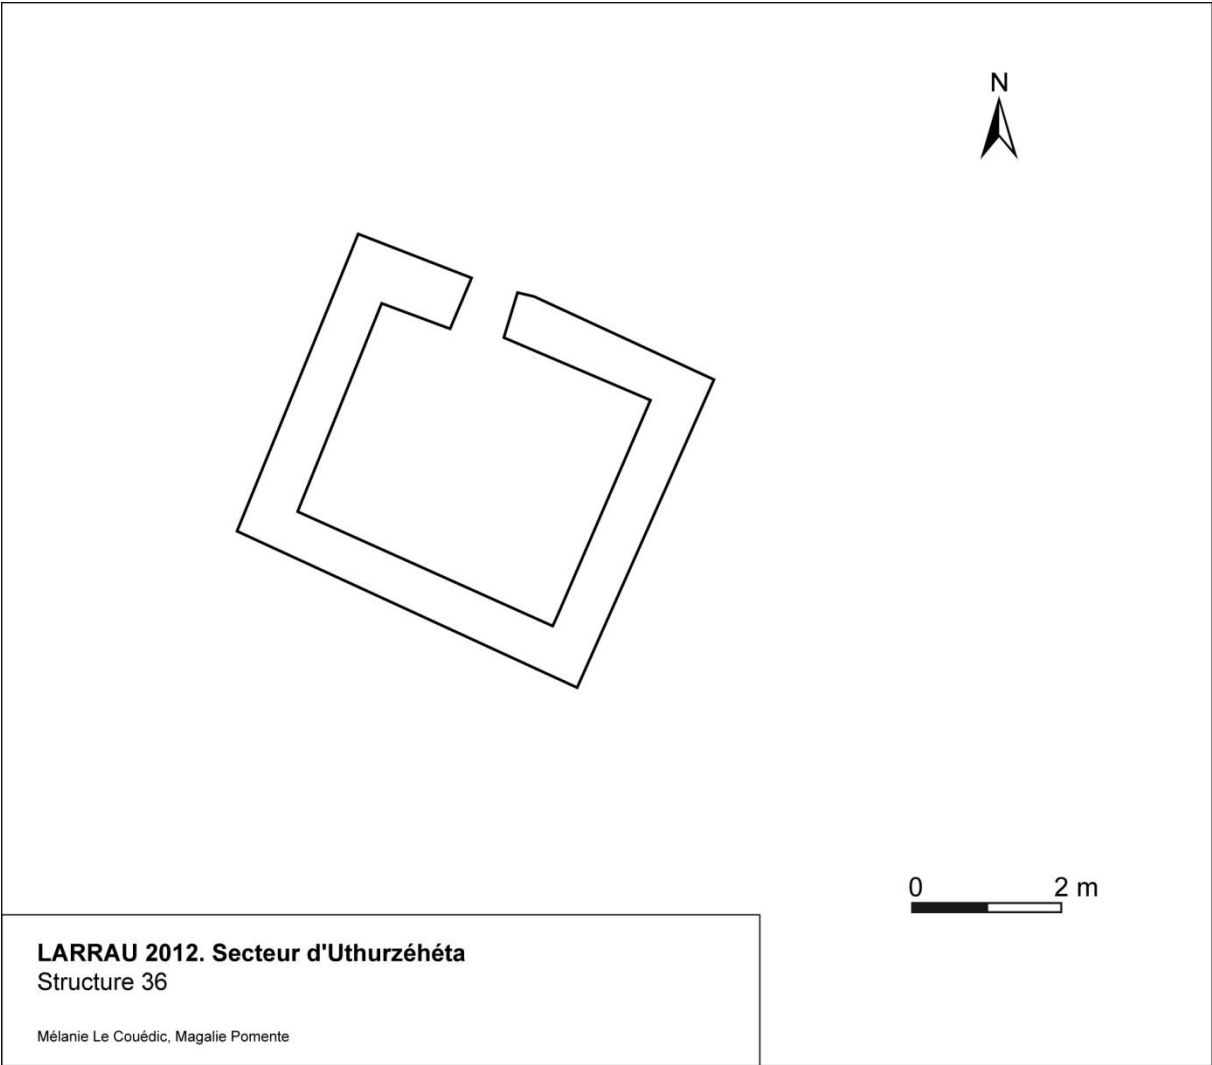 N
0 2 m
LARRAU 2012. Secteur d'Uthurzéhéta
Structure 36
Mélanie Le Couédic, Magalie Pomente